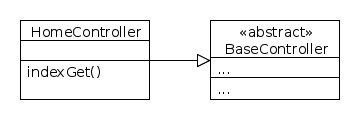 HomeController
indexGet()
«abstract»
BaseController
...
...